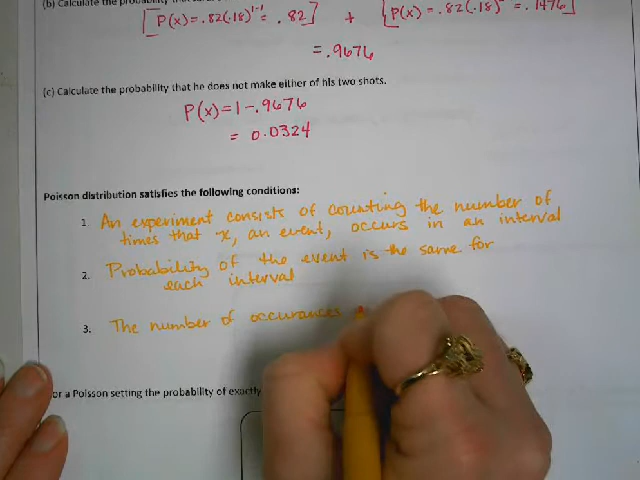 (b) Calculate the
[P(x) = .82(.18)¹⁻¹ = .82] + [P(x) = .82(.18) = .1476]
= .9676
(c) Calculate the probability that he does not make either of his two shots.
P(x) = 1 - .9676
= 0.0324
Poisson distribution satisfies the following conditions:
1. An experiment consists of counting the number of
times that x, an event, occurs in an interval
2. Probability of the event is the same for
each interval
3. The number of occurances
or a Poisson setting the probability of exactly